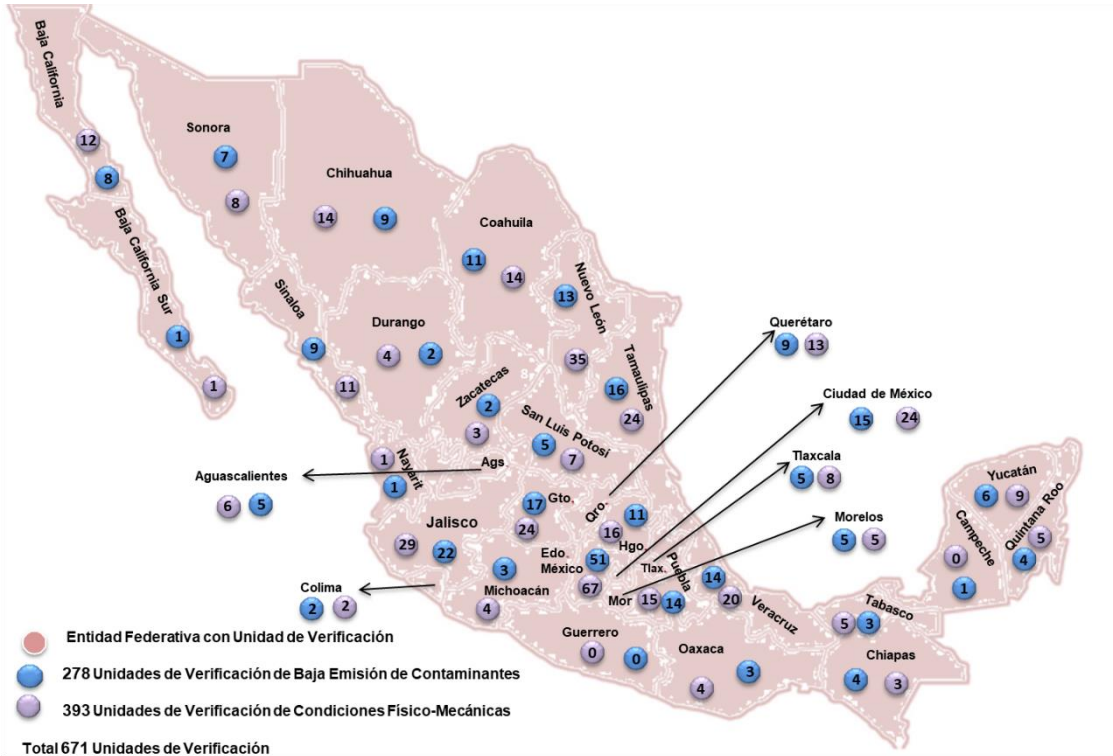 Baja California
12
8
Sonora
7
8
Chihuahua
14
9
Coahuila
11
14
Baja California Sur
1
1
Sinaloa
9
11
Durango
4
2
Nuevo León
13
35
Tamaulipas
16
24
Zacatecas
2
3
San Luis Potosí
5
7
Querétaro
9 13
Ciudad de México
15 24
Tlaxcala
5 8
Morelos
5 5
Aguascalientes
6 5
Ags.
Nayarit
1
1
Jalisco
29
22
Gto.
17
24
Qro.
11
16
Hgo.
Edo.
México
51
67
Tlax.
Mor
Puebla
15
14
Michoacán
3
4
Colima
2 2
Veracruz
14
20
Guerrero
0
0
Oaxaca
3
4
Tabasco
5 3
Chiapas
4
3
Campeche
0
1
Yucatán
6 9
Quintana Roo
5
4
Entidad Federativa con Unidad de Verificación
278 Unidades de Verificación de Baja Emisión de Contaminantes
393 Unidades de Verificación de Condiciones Físico-Mecánicas
Total 671 Unidades de Verificación